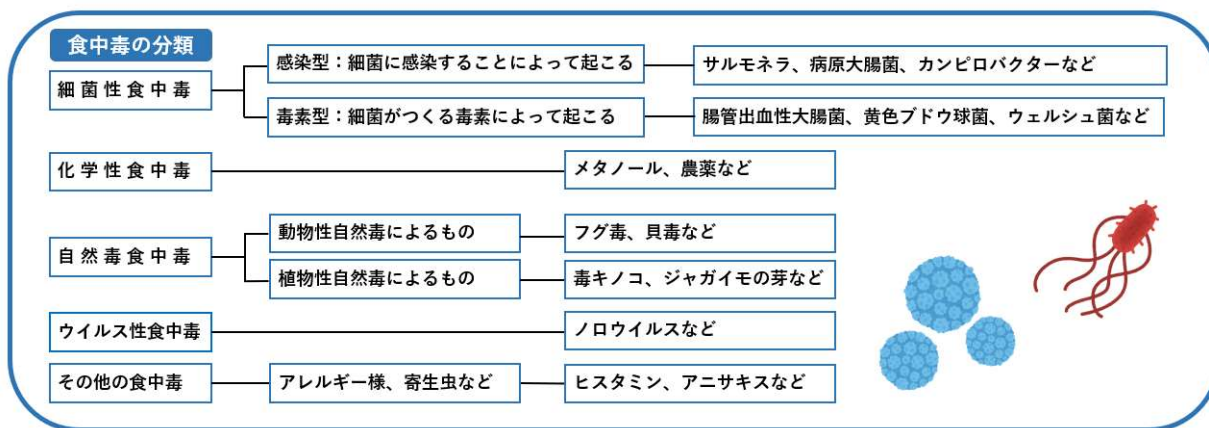 食中毒の分類
細菌性食中毒
感染型：細菌に感染することによって起こる
サルモネラ、病原大腸菌、カンピロバクターなど
毒素型：細菌がつくる毒素によって起こる
腸管出血性大腸菌、黄色ブドウ球菌、ウェルシュ菌など
化学性食中毒
メタノール、農薬など
自然毒食中毒
動物性自然毒によるもの
フグ毒、貝毒など
植物性自然毒によるもの
毒キノコ、ジャガイモの芽など
ウイルス性食中毒
ノロウイルスなど
その他の食中毒
アレルギー様、寄生虫など
ヒスタミン、アニサキスなど